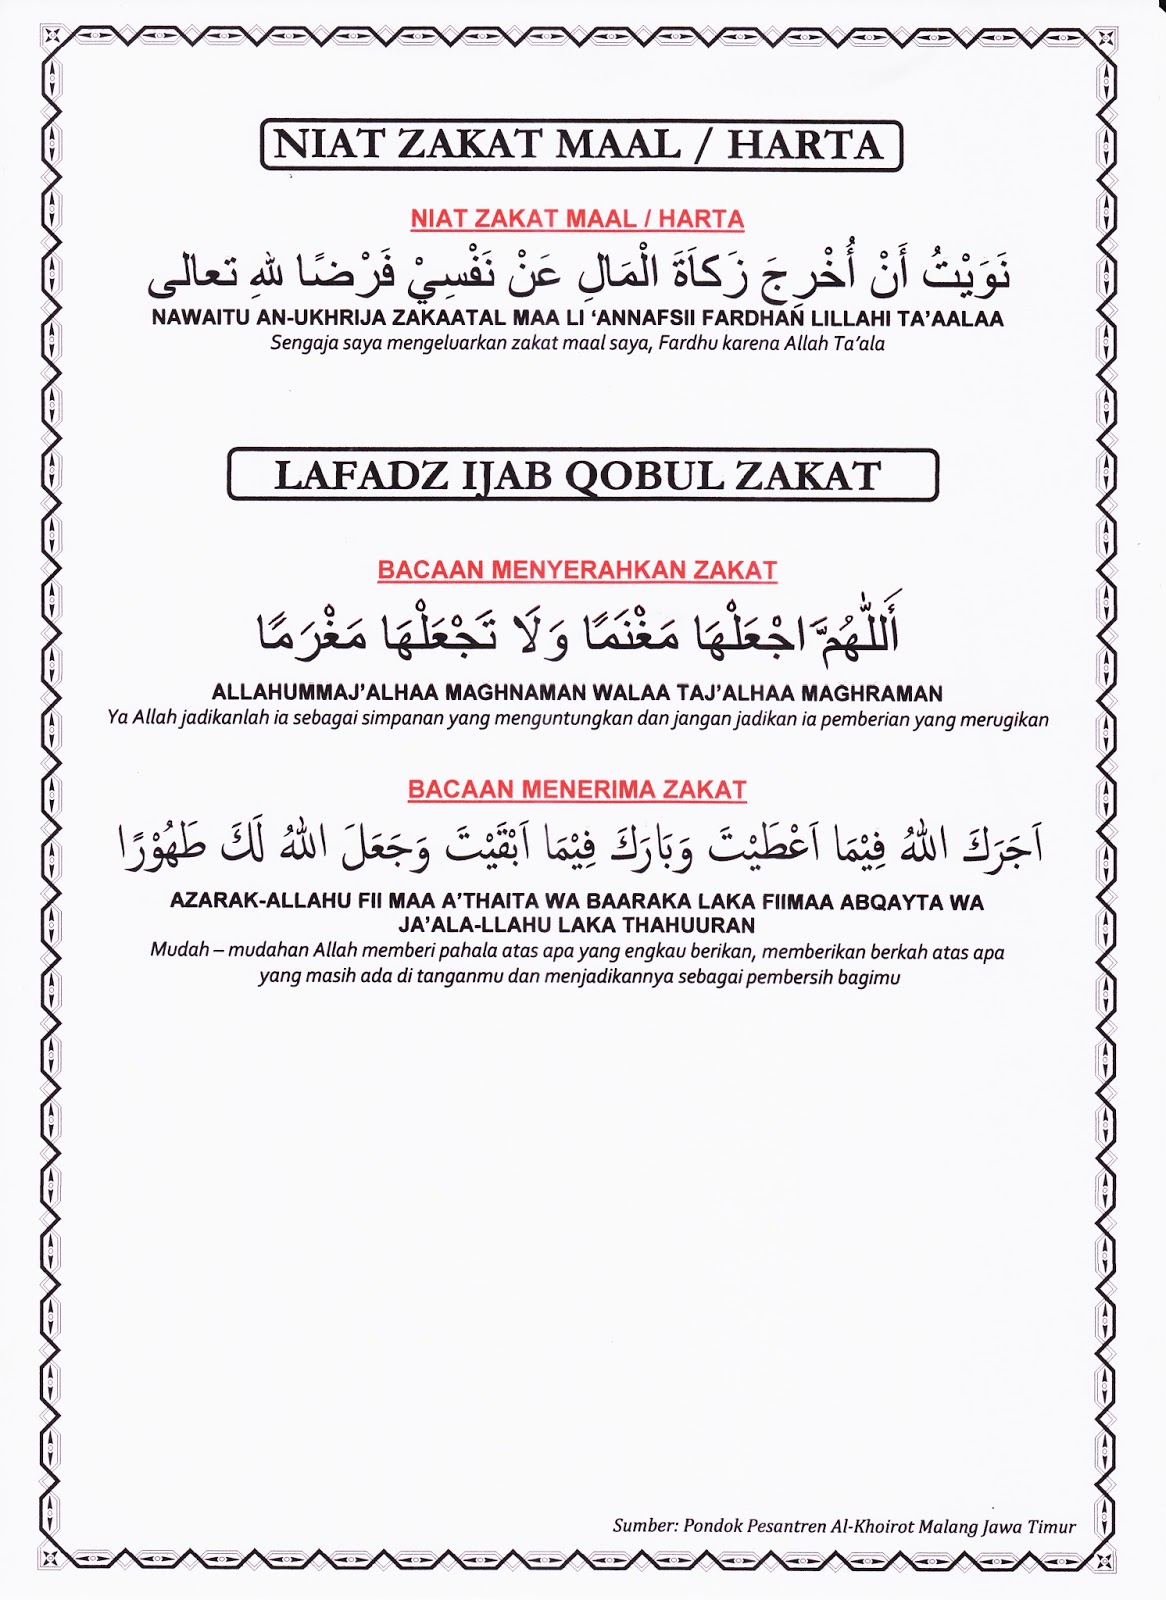 NIAT ZAKAT MAAL / HARTA
NIAT ZAKAT MAAL / HARTA
نَوَيْتُ أَنْ أُخْرِجَ زَكاَةَ الْمَالِ عَنْ نَفْسِيْ فَرْضًا للهِ تعالى
NAWAITU AN-UKHRIJA ZAKAATAL MAA LI ‘ANNAFSII FARDHAN LILLAHI TA’AALAA
Sengaja saya mengeluarkan zakat maal saya, Fardhu karena Allah Ta’ala
LAFADZ IJAB QOBUL ZAKAT
BACAAN MENYERAHKAN ZAKAT
أَللّٰهُمَّ اجْعَلْهَا مَغْنَمًا وَلَا تَجْعَلْهَا مَغْرَمًا
ALLAHUMMAJ’ALHAA MAGHNAMAN WALAA TAJ’ALHAA MAGHRAMAN
Ya Allah jadikanlah ia sebagai simpanan yang menguntungkan dan jangan jadikan ia pemberian yang merugikan
BACAAN MENERIMA ZAKAT
اَجَرَكَ اللهُ فِيْمَا اَعْطَيْتَ وَبَارَكَ فِيْمَا اَبْقَيْتَ وَجَعَلَ اللهُ لَكَ طَهُوْرًا
AZARAK-ALLAHU FII MAA A’THAITA WA BAARAKA LAKA FIIMAA ABQAYTA WA
JA’ALA-LLAHU LAKA THAHUURAN
Mudah – mudahan Allah memberi pahala atas apa yang engkau berikan, memberikan berkah atas apa
yang masih ada di tanganmu dan menjadikannya sebagai pembersih bagimu
Sumber: Pondok Pesantren Al-Khoirot Malang Jawa Timur